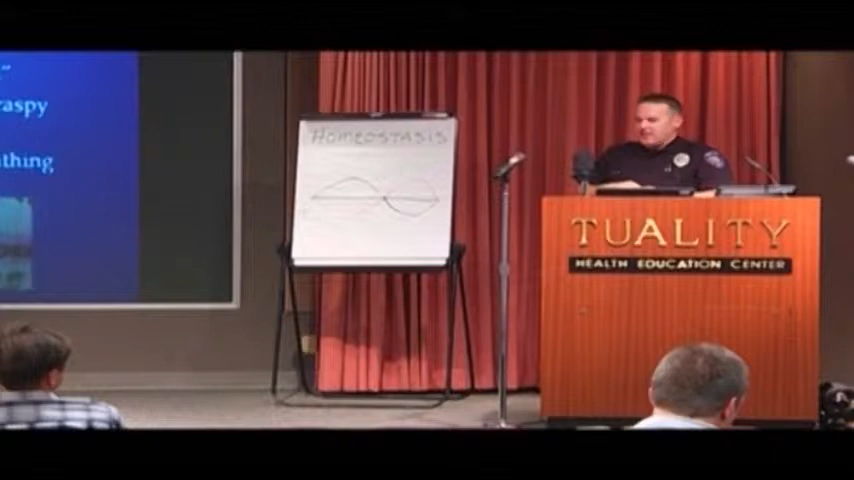 raspy
thing
HOMEOSTASIS
TUALITY
HEALTH EDUCATION CENTER